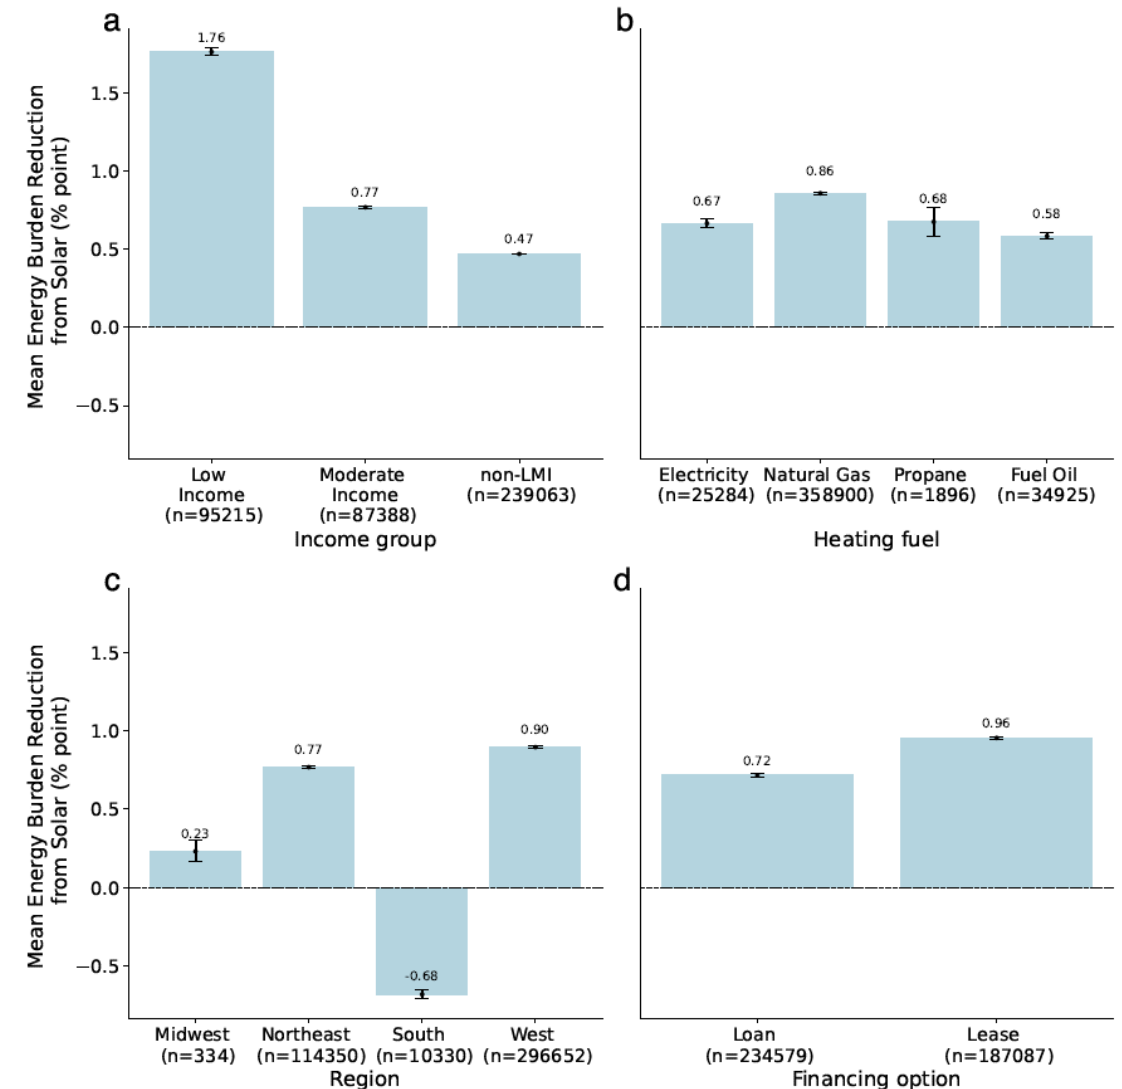 a
Mean Energy Burden Reduction
from Solar (% point)
1.5
1.0
0.5
0.0
−0.5
1.76
0.77
0.47
Low
Income
(n=95215)
Moderate
Income
(n=87388)
non-LMI
(n=239063)
Income group
b
0.67
0.86
0.68
0.58
Electricity
(n=25284)
Natural Gas
(n=358900)
Propane
(n=1896)
Fuel Oil
(n=34925)
Heating fuel
c
Mean Energy Burden Reduction
from Solar (% point)
1.5
1.0
0.5
0.0
−0.5
0.23
0.77
-0.68
0.90
Midwest
(n=334)
Northeast
(n=114350)
South
(n=10330)
West
(n=296652)
Region
d
0.72
0.96
Loan
(n=234579)
Lease
(n=187087)
Financing option